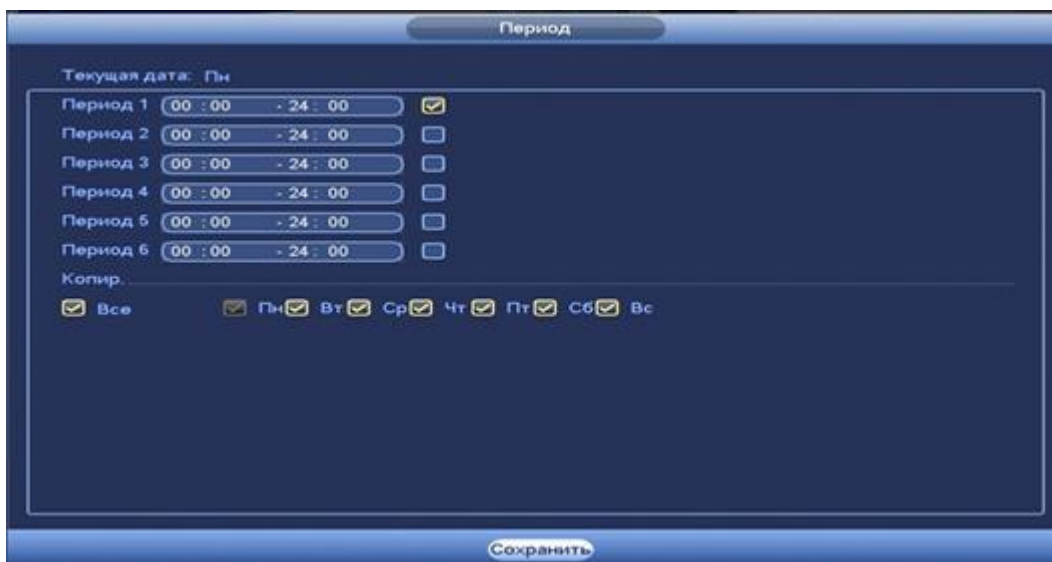 Период
Текущая дата: Пн
Период 1 00 : 00 - 24 : 00
Период 2 00 : 00 - 24 : 00
Период 3 00 : 00 - 24 : 00
Период 4 00 : 00 - 24 : 00
Период 5 00 : 00 - 24 : 00
Период 6 00 : 00 - 24 : 00
Копир.
Все Пн Вт Ср Чт Пт Сб Вс
Сохранить